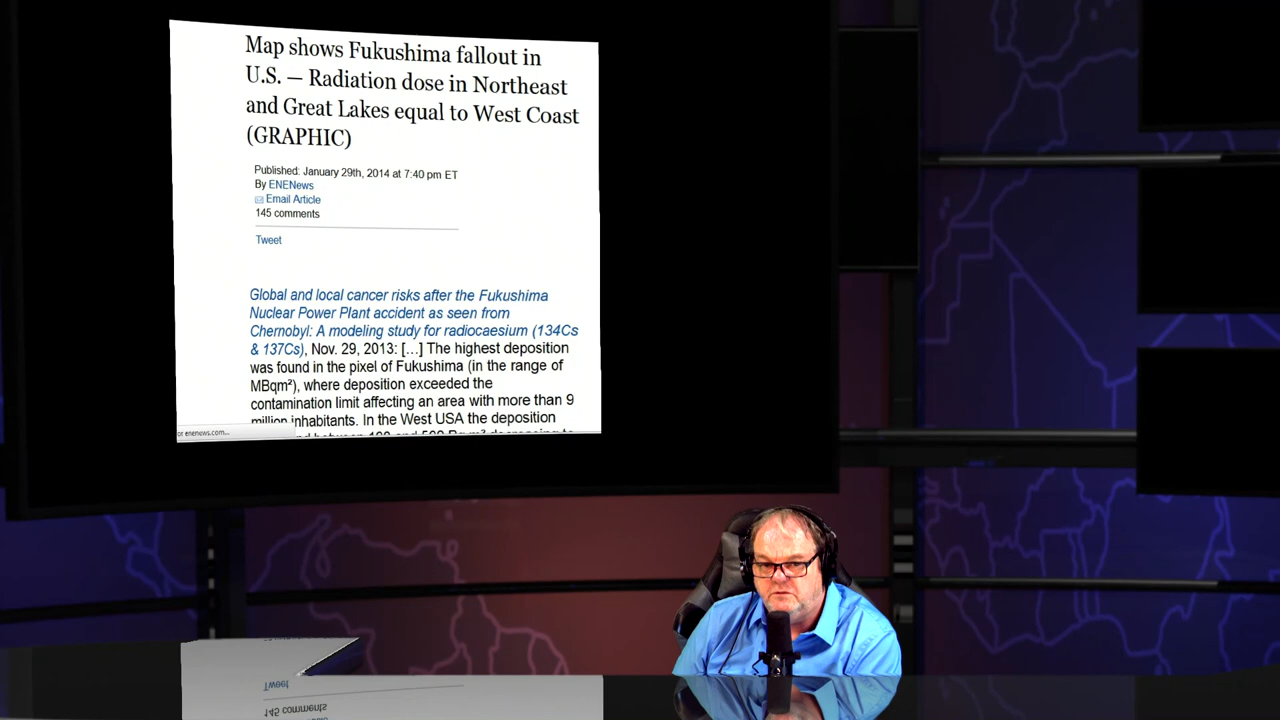 Map shows Fukushima fallout in
U.S. — Radiation dose in Northeast
and Great Lakes equal to West Coast
(GRAPHIC)
Published: January 29th, 2014 at 7:40 pm ET
By ENENews
Email Article
145 comments
Tweet
Global and local cancer risks after the Fukushima
Nuclear Power Plant accident as seen from
Chernobyl: A modeling study for radiocaesium (134Cs
& 137Cs), Nov. 29, 2013: […] The highest deposition
was found in the pixel of Fukushima (in the range of
MBqm²), where deposition exceeded the
contamination limit affecting an area with more than 9
million inhabitants. In the West USA the deposition
or enenews.com...
Tweet
145 comments